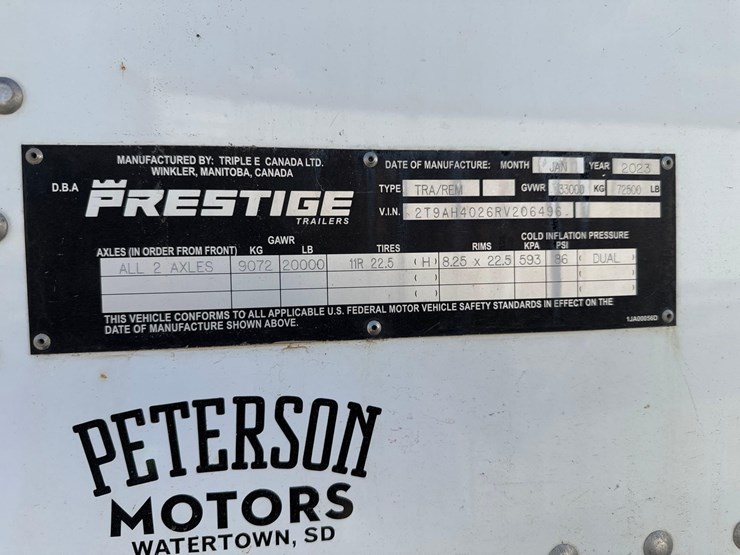 MANUFACTURED BY: TRIPLE E CANADA LTD.
WINKLER, MANITOBA, CANADA
D.B.A PRESTIGE
TRAILERS
DATE OF MANUFACTURE: MONTH JAN YEAR 2023
TYPE TRA/REM GVWR 33000 KG 72500 LB
V.I.N. 2T9AH4026RV206496
GAWR COLD INFLATION PRESSURE
AXLES (IN ORDER FROM FRONT) KG LB TIRES RIMS KPA PSI
ALL 2 AXLES 9072 20000 11R 22.5 (H) 8.25 x 22.5 593 86 ( DUAL )
( ) ( )
( ) ( )
THIS VEHICLE CONFORMS TO ALL APPLICABLE U.S. FEDERAL MOTOR VEHICLE SAFETY STANDARDS IN EFFECT ON THE
DATE OF MANUFACTURE SHOWN ABOVE.
1JA00056D
PETERSON
MOTORS
WATERTOWN, SD